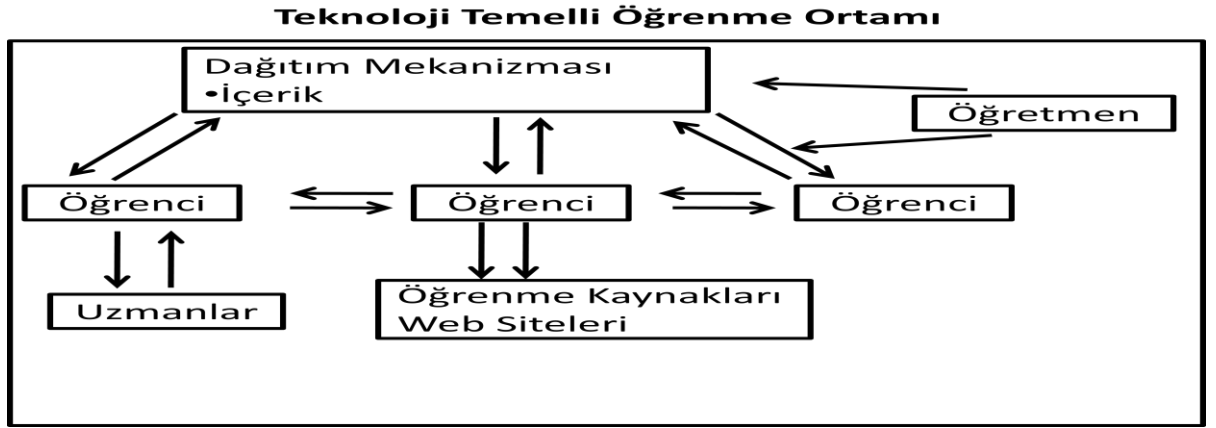 Teknoloji Temelli Öğrenme Ortamı
Dağıtım Mekanizması
•İçerik
Öğretmen
Öğrenci
Öğrenci
Öğrenci
Uzmanlar
Öğrenme Kaynakları
Web Siteleri